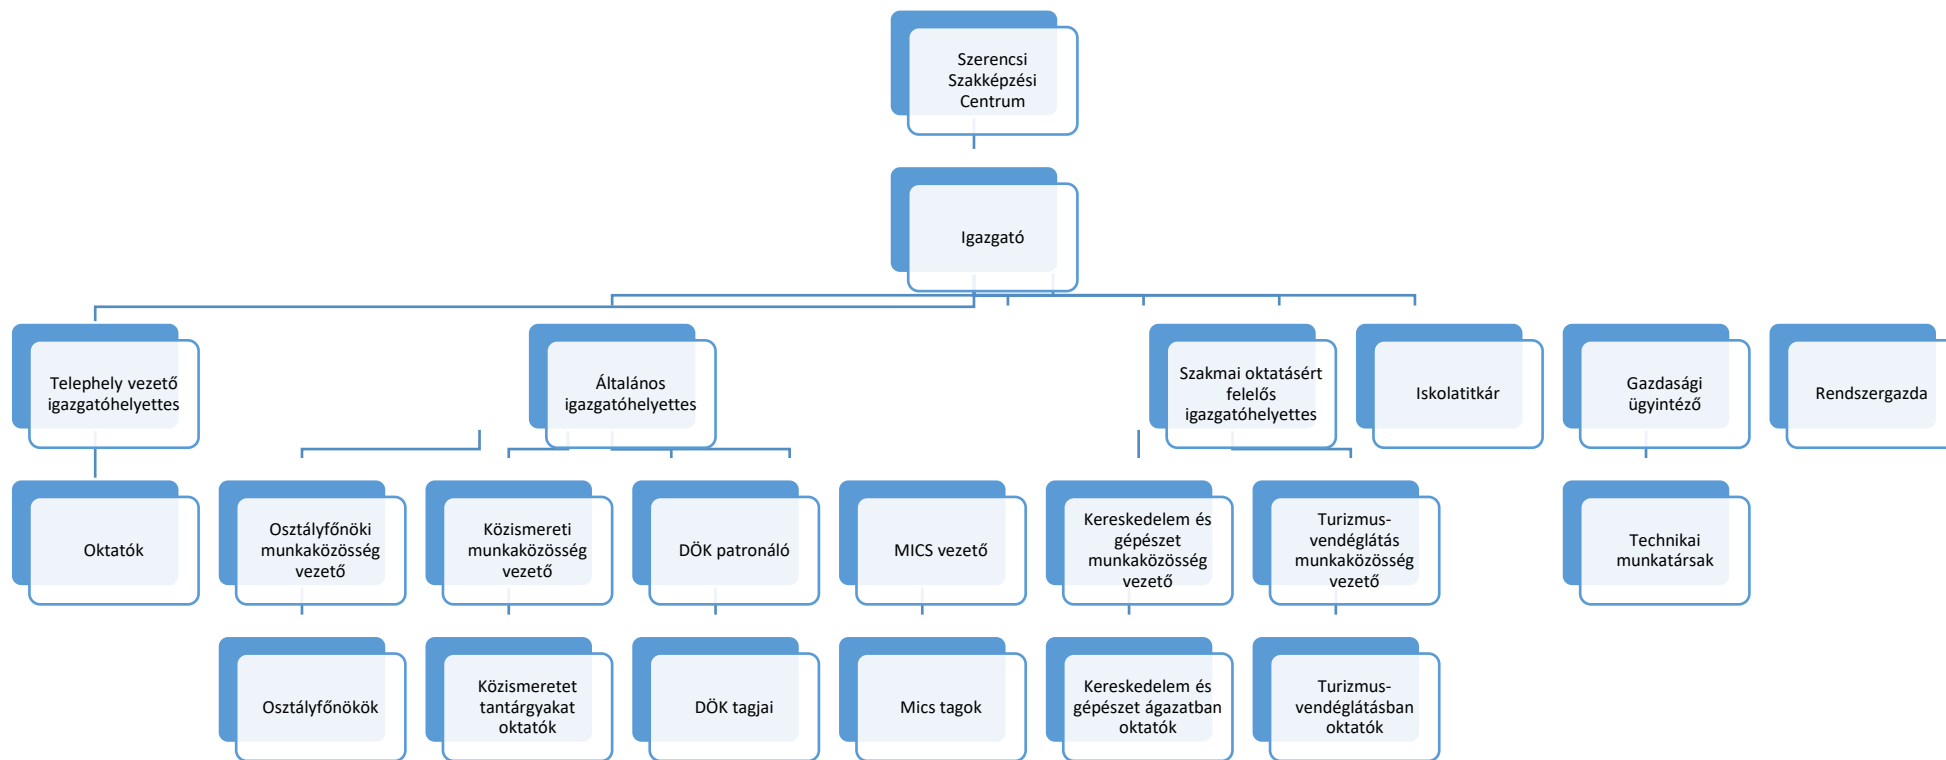 Szerencsi
Szakképzési
Centrum
Igazgató
Telephely vezető
igazgatóhelyettes
Általános
igazgatóhelyettes
Szakmai oktatásért
felelős
igazgatóhelyettes
Iskolatitkár
Gazdasági
ügyintéző
Rendszergazda
Oktatók
Osztályfőnöki
munkaközösség
vezető
Közismereti
munkaközösség
vezető
DÖK patronáló
MICS vezető
Kereskedelem és
gépészet
munkaközösség
vezető
Turizmus-
vendéglátás
munkaközösség
vezető
Technikai
munkatársak
Osztályfőnökök
Közismeretet
tantárgyakat
oktatók
DÖK tagjai
Mics tagok
Kereskedelem és
gépészet ágazatban
oktatók
Turizmus-
vendéglátásban
oktatók